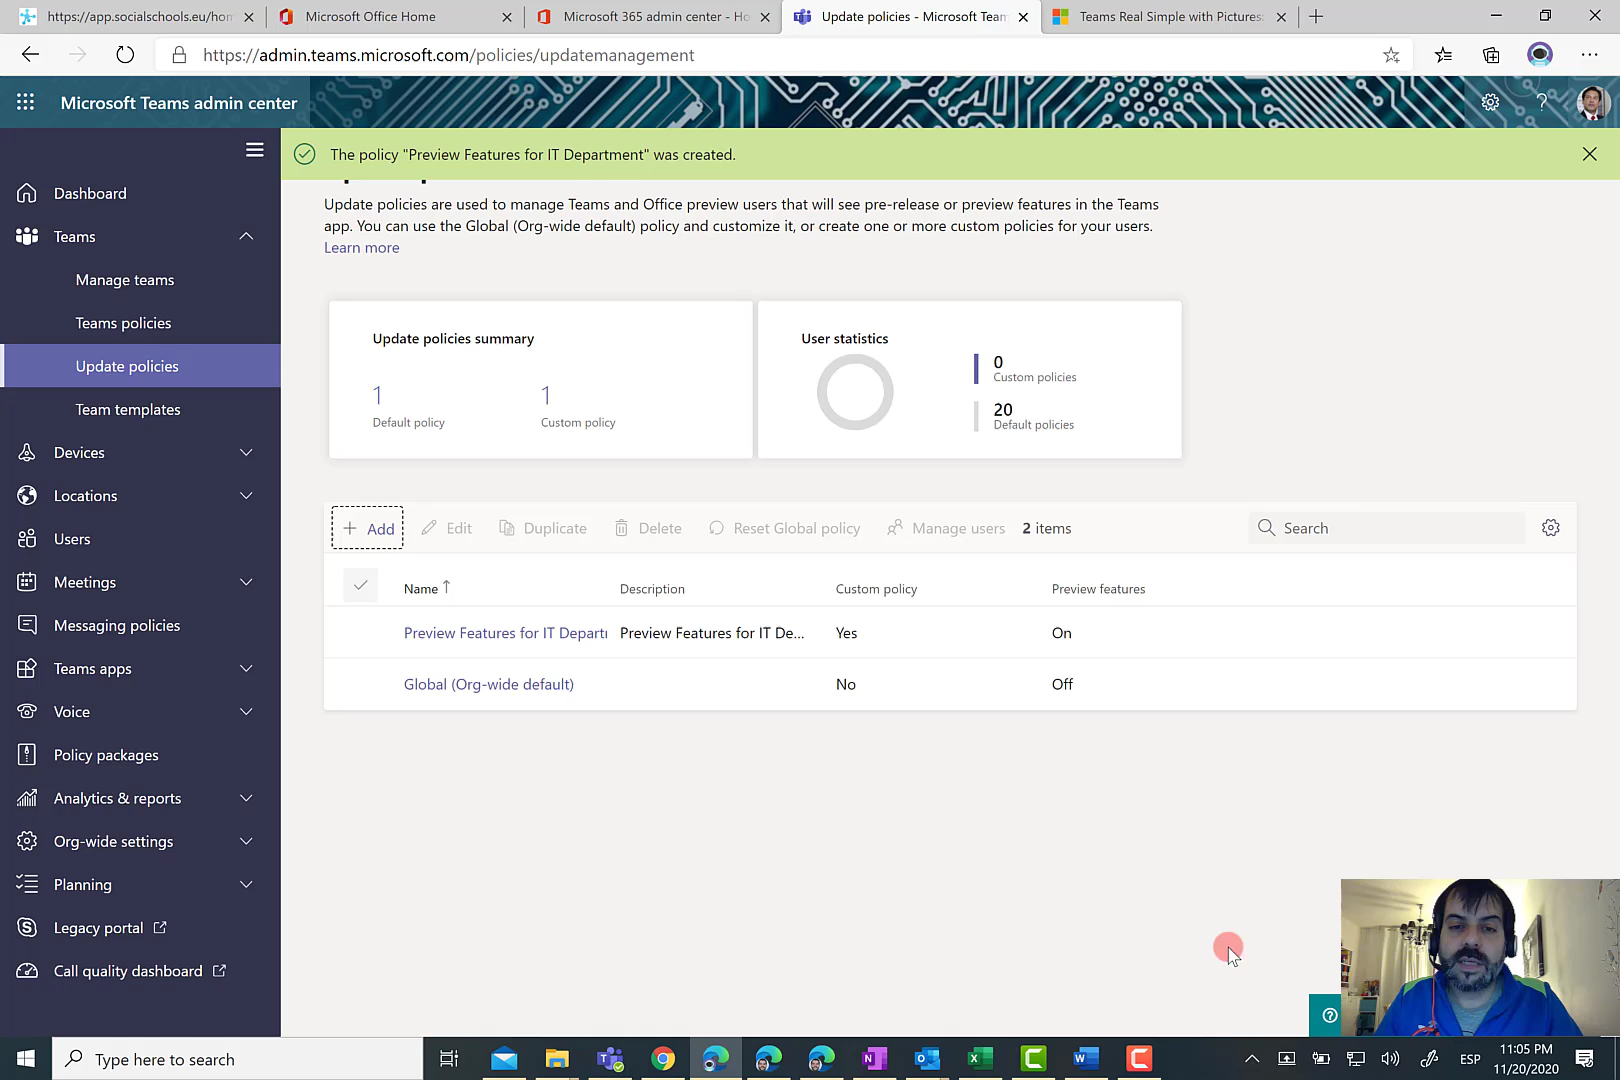 https://app.socialschools.eu/hom
Microsoft Office Home
Microsoft 365 admin center - Ho
Update policies - Microsoft Team
Teams Real Simple with Pictures:
https://admin.teams.microsoft.com/policies/updatemanagement
Microsoft Teams admin center
The policy "Preview Features for IT Department" was created.
Update policies are used to manage Teams and Office preview users that will see pre-release or preview features in the Teams
app. You can use the Global (Org-wide default) policy and customize it, or create one or more custom policies for your users.
Learn more
Dashboard
Teams
Manage teams
Teams policies
Update policies
Team templates
Devices
Locations
Users
Meetings
Messaging policies
Teams apps
Voice
Policy packages
Analytics & reports
Org-wide settings
Planning
Legacy portal
Call quality dashboard
Update policies summary
1
Default policy
1
Custom policy
User statistics
0
Custom policies
20
Default policies
+ Add
Edit
Duplicate
Delete
Reset Global policy
Manage users
2 items
Search
Name ↑
Description
Custom policy
Preview features
Preview Features for IT Departi
Preview Features for IT De...
Yes
On
Global (Org-wide default)
No
Off
Type here to search
ESP
11:05 PM
11/20/2020